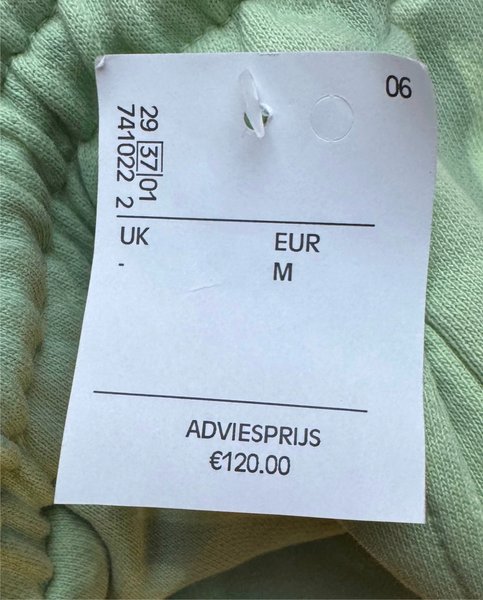 06
29 37 01
741022 2
UK EUR
- M
ADVIESPRIJS
€120.00